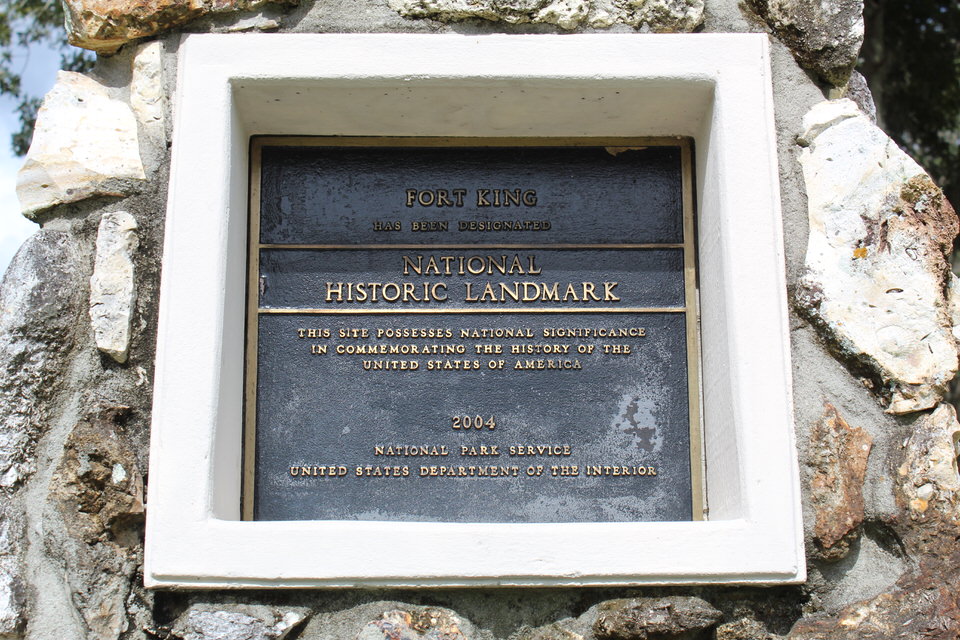 FORT KING
HAS BEEN DESIGNATED
NATIONAL
HISTORIC LANDMARK
THIS SITE POSSESSES NATIONAL SIGNIFICANCE
IN COMMEMORATING THE HISTORY OF THE
UNITED STATES OF AMERICA
2004
NATIONAL PARK SERVICE
UNITED STATES DEPARTMENT OF THE INTERIOR